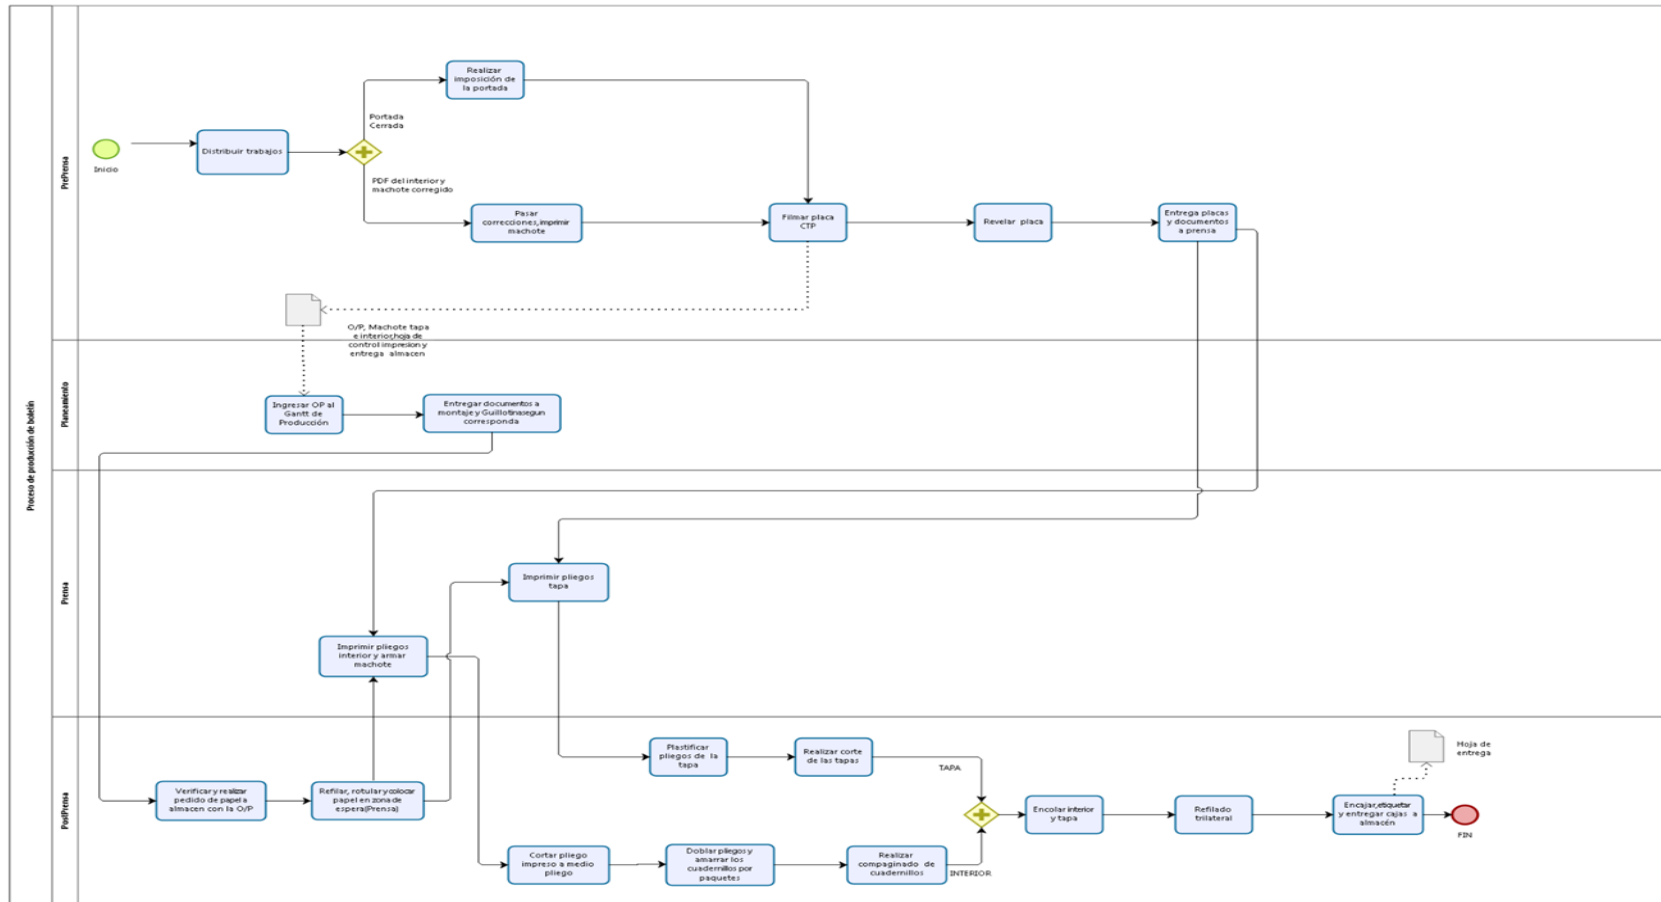 Proceso de producción de boletín
PrePrensa
Inicio
Distribuir trabajos
Portada
Cerrada
PDF del interior y
machote corregido
Realizar
imposición de
la portada
Pasar
correcciones,imprimir
machote
Filmar placa
CTP
Revelar placa
Entrega placas
y documentos
a prensa
O/P, Machote tapa
e interior,hoja de
control impresion y
entrega almacen
Planeamiento
Ingresar OP al
Gantt de
Producción
Entregar documentos a
montaje y Guillotinasegun
corresponda
Prensa
Imprimir pliegos
tapa
Imprimir pliegos
interior y armar
machote
PostPrensa
Verificar y realizar
pedido de papel a
almacen con la O/P
Refilar, rotular y colocar
papel en zona de
espera(Prensa)
Plastificar
pliegos de la
tapa
Realizar corte
de las tapas
TAPA
Cortar pliego
impreso a medio
pliego
Doblar pliegos y
amarrar los
cuadernillos por
paquetes
Realizar
compaginado de
cuadernillos
INTERIOR
Encolar interior
y tapa
Refilado
trilateral
Encajar,etiquetar
y entregar cajas a
almacén
Hoja de
entrega
FIN